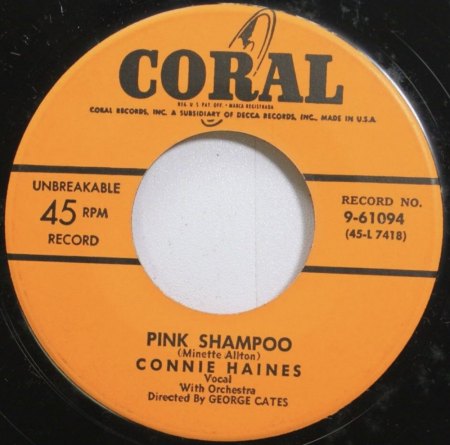 CORAL
REG. U S PAT. OFF. • MARCA REGISTRADA
CORAL RECORDS, INC. A SUBSIDIARY OF DECCA RECORDS, INC., MADE IN U.S.A.
UNBREAKABLE
45 RPM
RECORD
RECORD NO.
9-61094
(45-L 7418)
PINK SHAMPOO
(Minette Allton)
CONNIE HAINES
Vocal
With Orchestra
Directed By GEORGE CATES